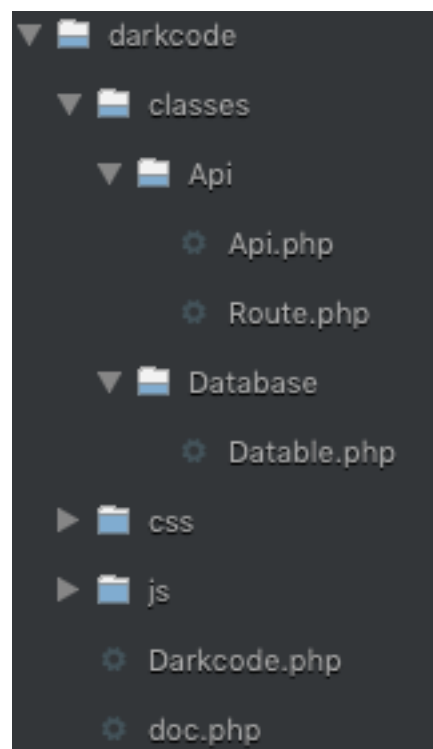 darkcode
classes
Api
Api.php
Route.php
Database
Datable.php
css
js
Darkcode.php
doc.php